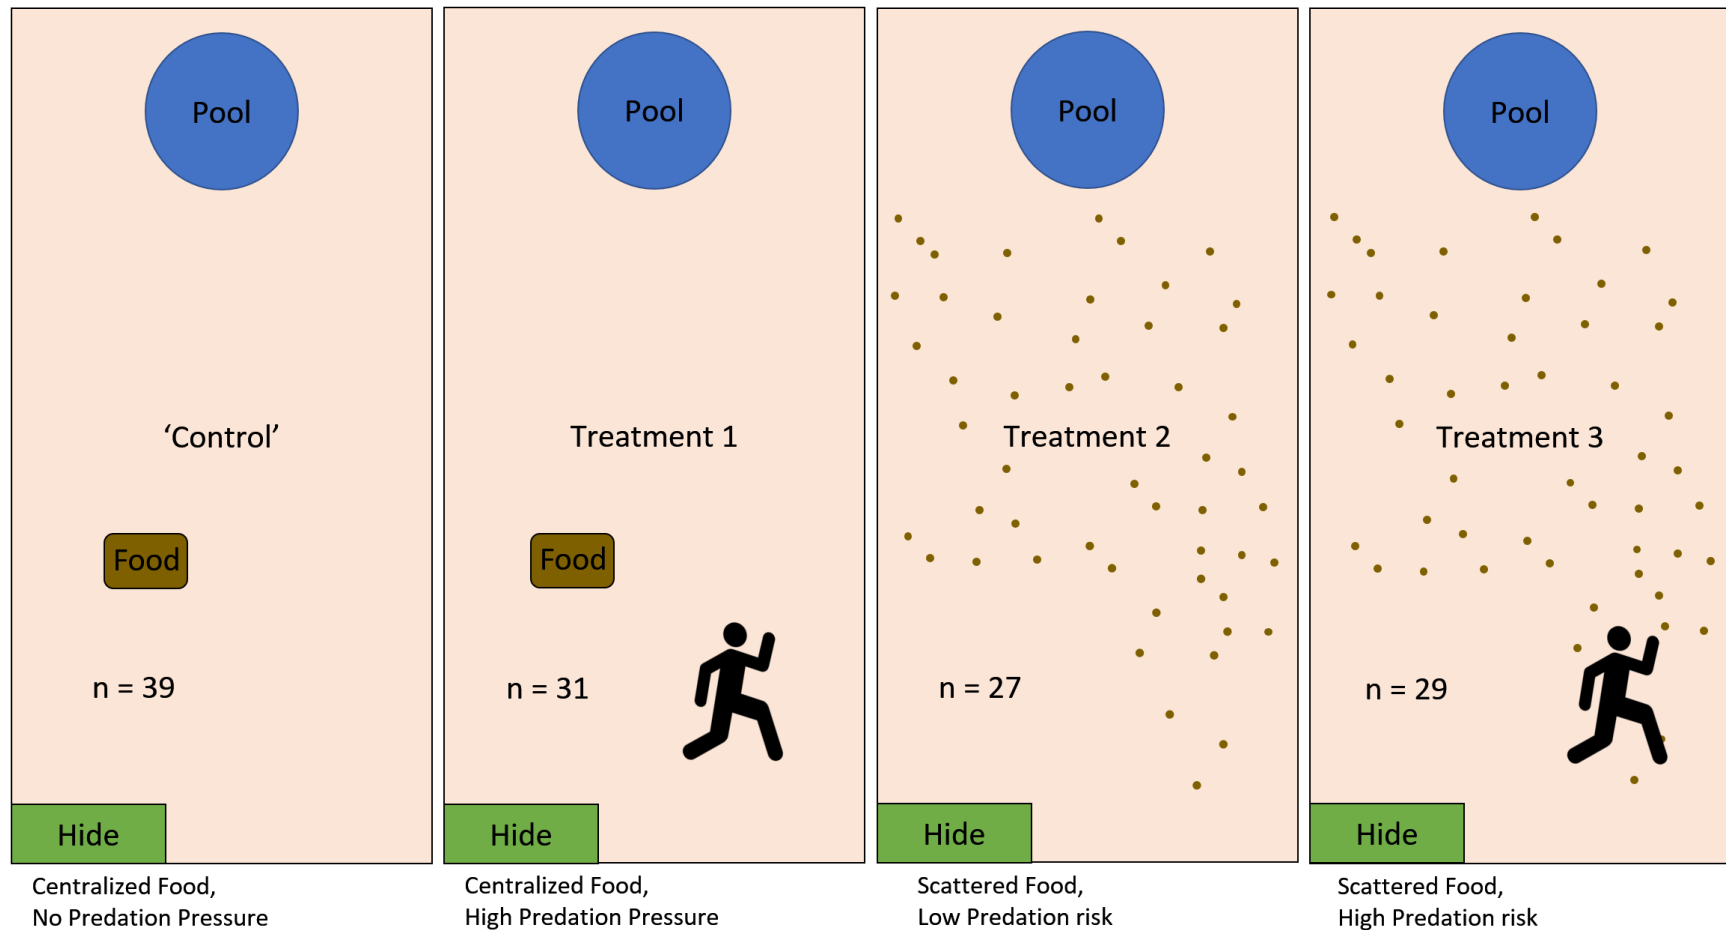 Pool
‘Control’
Food
n = 39
Hide
Centralized Food,
No Predation Pressure
Pool
Treatment 1
Food
n = 31
Hide
Centralized Food,
High Predation Pressure
Pool
Treatment 2
n = 27
Hide
Scattered Food,
Low Predation risk
Pool
Treatment 3
n = 29
Hide
Scattered Food,
High Predation risk